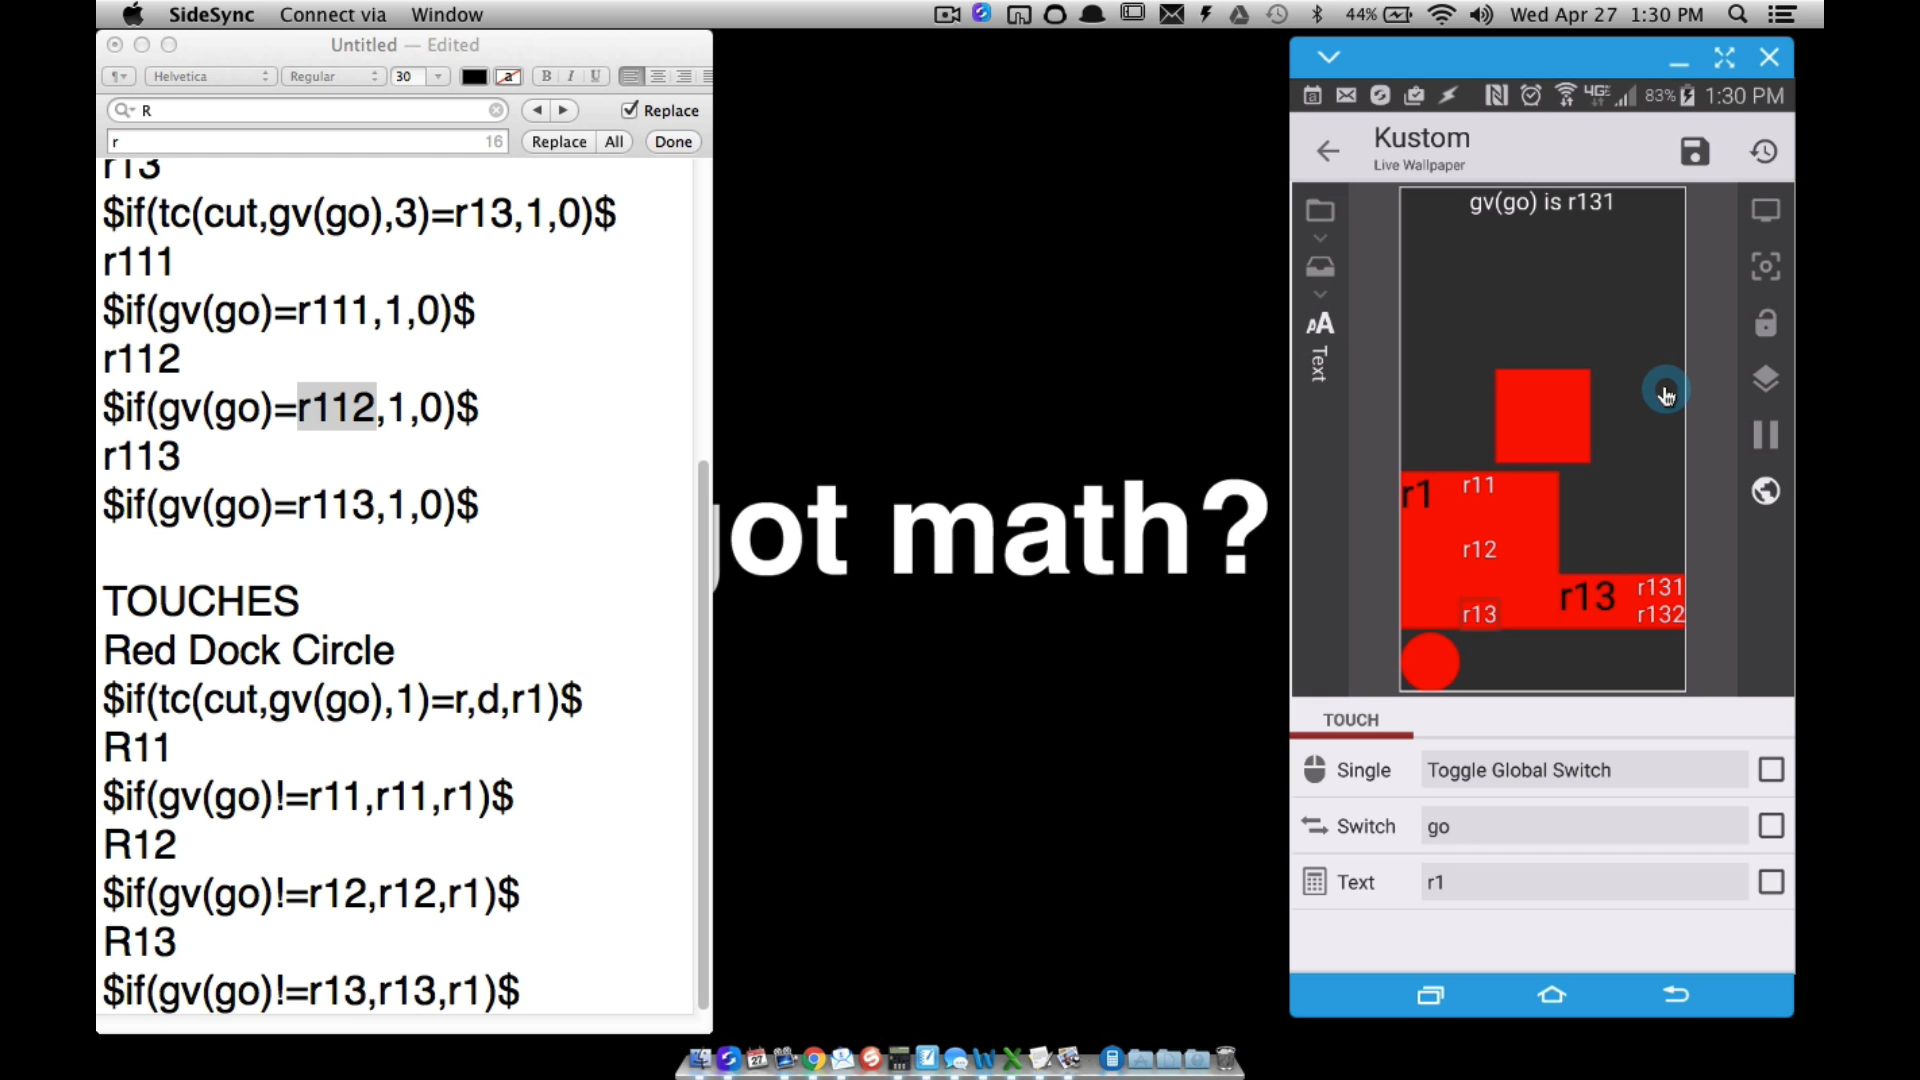 SideSync Connect via Window
44% Wed Apr 27 1:30 PM
Untitled — Edited
Helvetica Regular 30 a B I U
R Replace
r 16 Replace All Done
r13
$if(tc(cut,gv(go),3)=r13,1,0)$
r111
$if(gv(go)=r111,1,0)$
r112
$if(gv(go)=r112,1,0)$
r113
$if(gv(go)=r113,1,0)$
TOUCHES
Red Dock Circle
$if(tc(cut,gv(go),1)=r,d,r1)$
R11
$if(gv(go)!=r11,r11,r1)$
R12
$if(gv(go)!=r12,r12,r1)$
R13
$if(gv(go)!=r13,r13,r1)$
got math?
4GE 83% 1:30 PM
Kustom
Live Wallpaper
AA Text
gv(go) is r131
r1 r11
r12
r13
r13 r131
r132
TOUCH
Single Toggle Global Switch
Switch go
Text r1